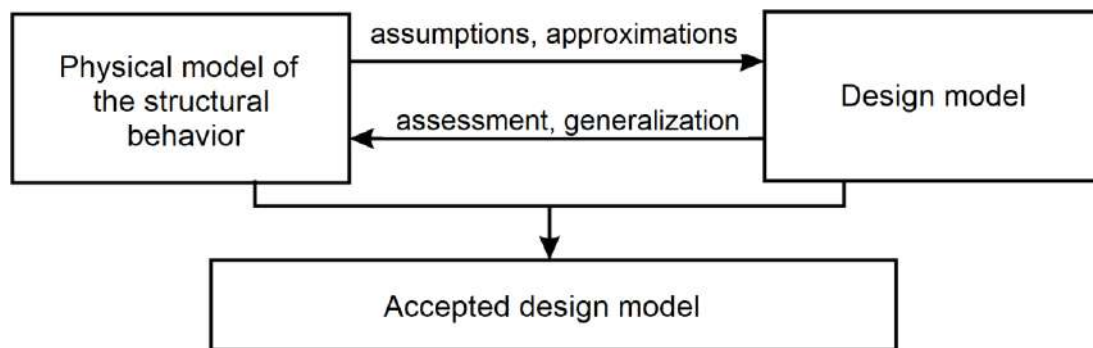 Physical model of
the structural
behavior
assumptions, approximations
assessment, generalization
Design model
Accepted design model